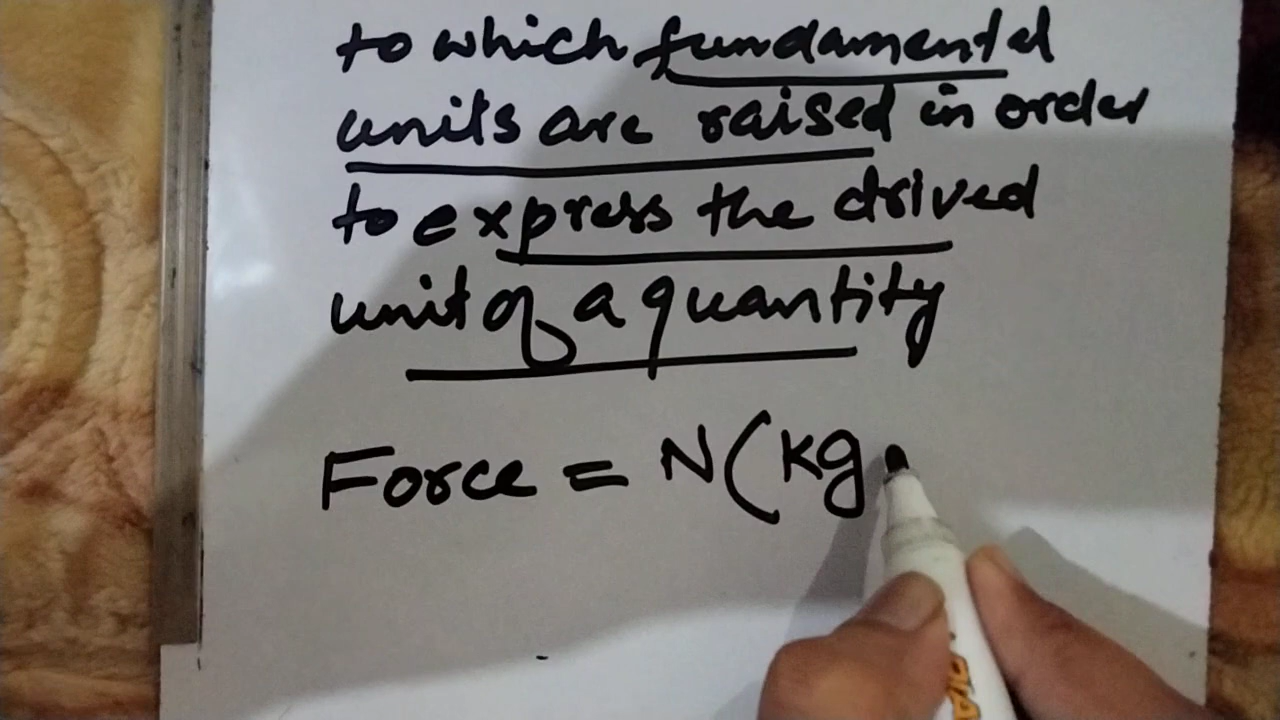 to which fundamental
units are raised in order
to express the drived
unit of a quantity
Force = N(kg